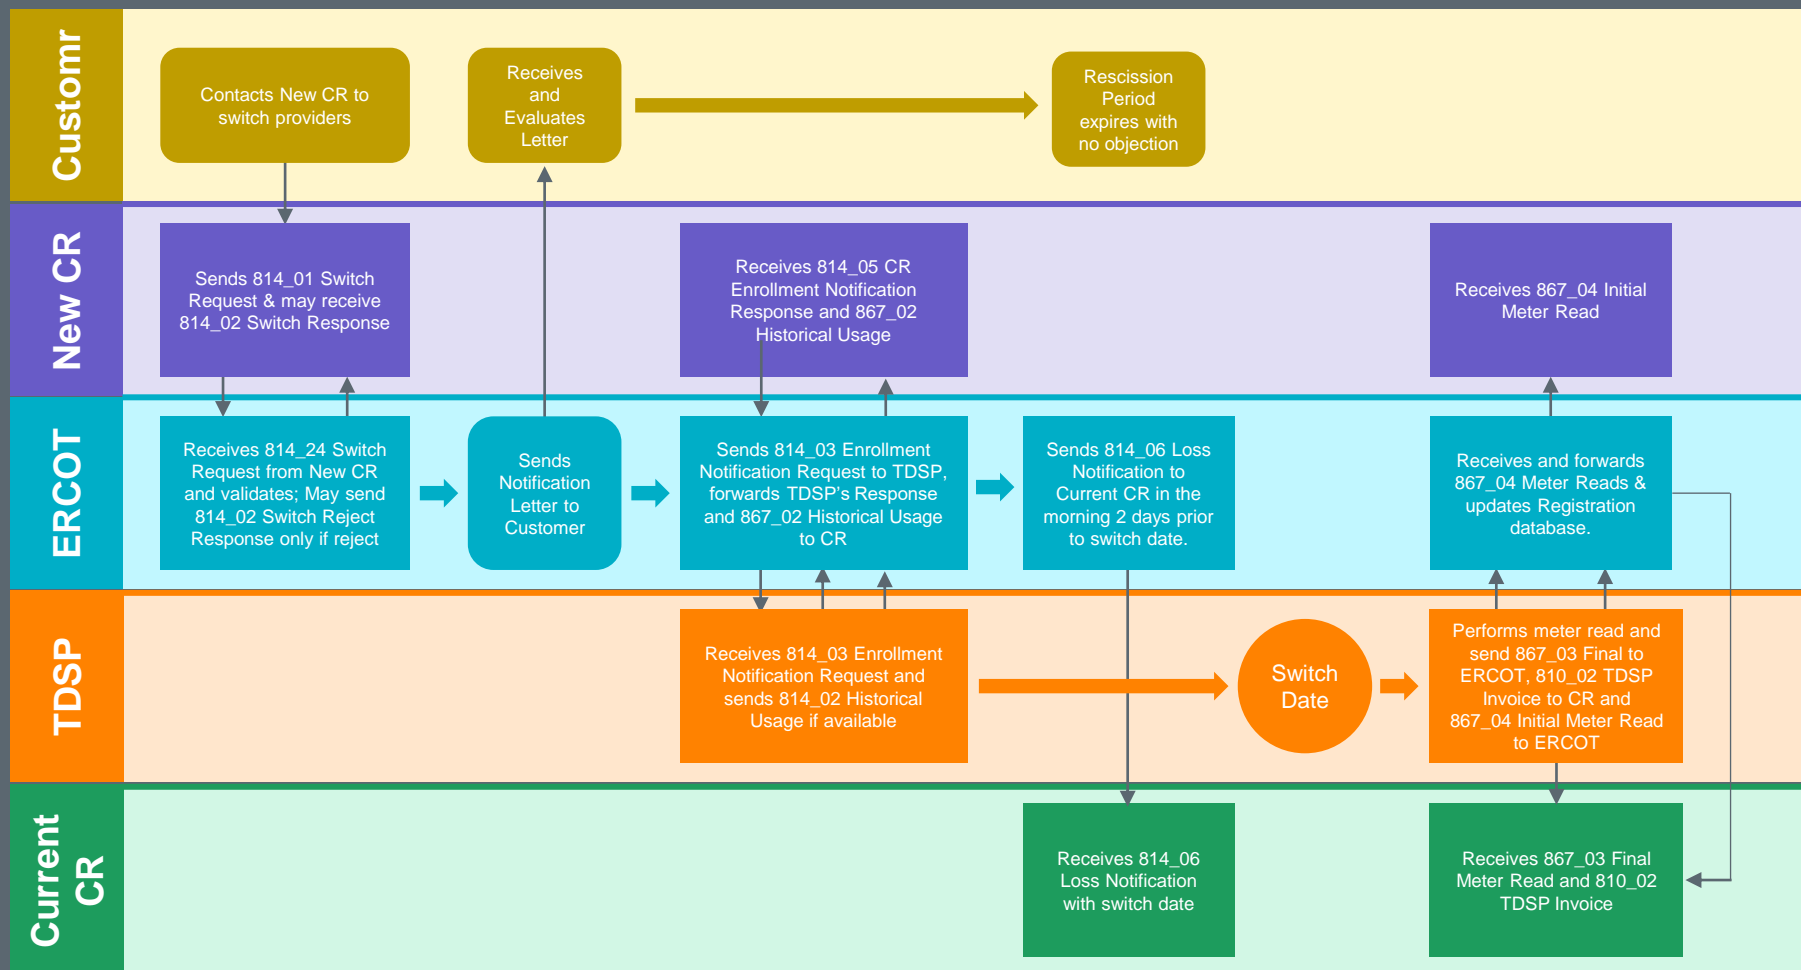 Customr
Contacts New CR to
switch providers
Receives
and
Evaluates
Letter
Rescission
Period
expires with
no objection
New CR
Sends 814_01 Switch
Request & may receive
814_02 Switch Response
Receives 814_05 CR
Enrollment Notification
Response and 867_02
Historical Usage
Receives 867_04 Initial
Meter Read
ERCOT
Receives 814_24 Switch
Request from New CR
and validates; May send
814_02 Switch Reject
Response only if reject
Sends
Notification
Letter to
Customer
Sends 814_03 Enrollment
Notification Request to TDSP,
forwards TDSP's Response
and 867_02 Historical Usage
to CR
Sends 814_06 Loss
Notification to
Current CR in the
morning 2 days prior
to switch date.
Receives and forwards
867_04 Meter Reads &
updates Registration
database.
TDSP
Receives 814_03 Enrollment
Notification Request and
sends 814_02 Historical
Usage if available
Switch
Date
Performs meter read and
send 867_03 Final to
ERCOT, 810_02 TDSP
Invoice to CR and
867_04 Initial Meter Read
to ERCOT
Current
CR
Receives 814_06
Loss Notification
with switch date
Receives 867_03 Final
Meter Read and 810_02
TDSP Invoice